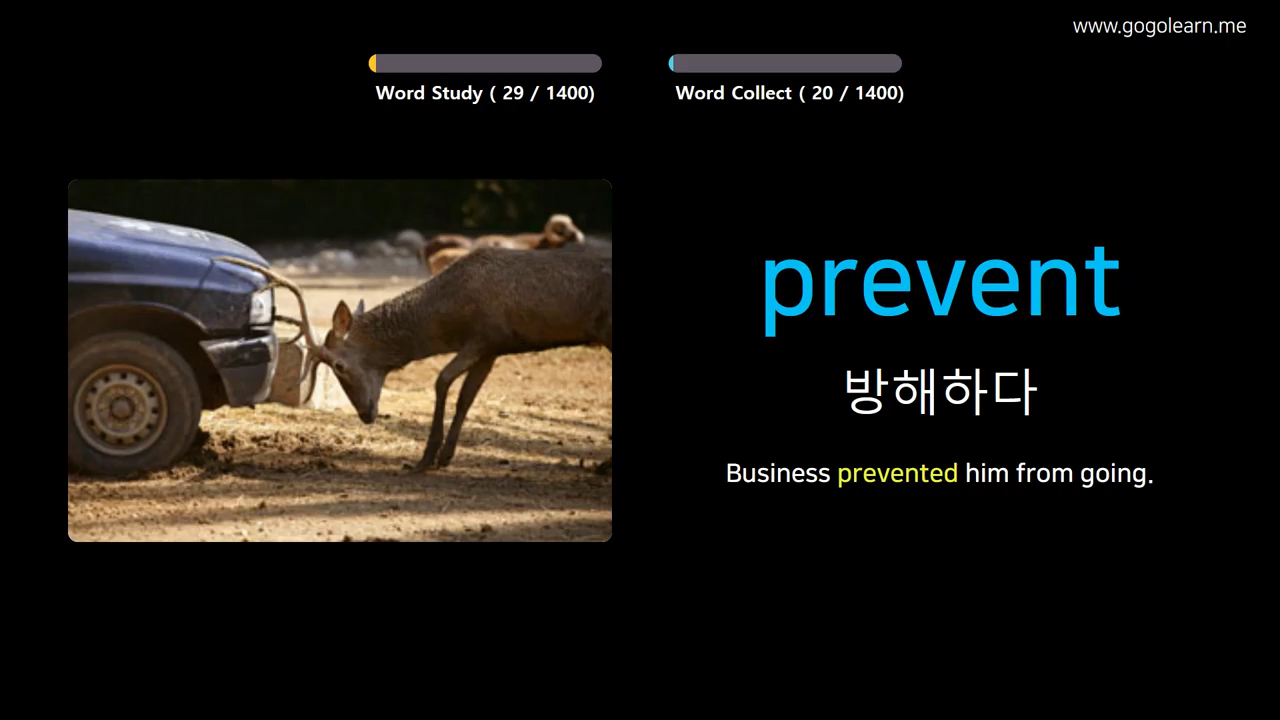 www.gogolearn.me
Word Study ( 29 / 1400)
Word Collect ( 20 / 1400)
prevent
방해하다
Business prevented him from going.